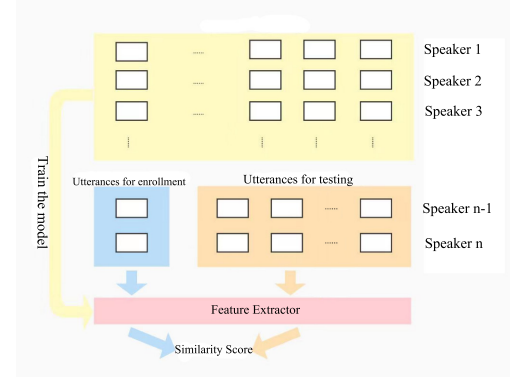 Speaker 1
......
Speaker 2
......
Speaker 3
......
......
......
......
......
Train the model
Utterances for enrollment
Utterances for testing
Speaker n-1
......
Speaker n
......
Feature Extractor
Similarity Score